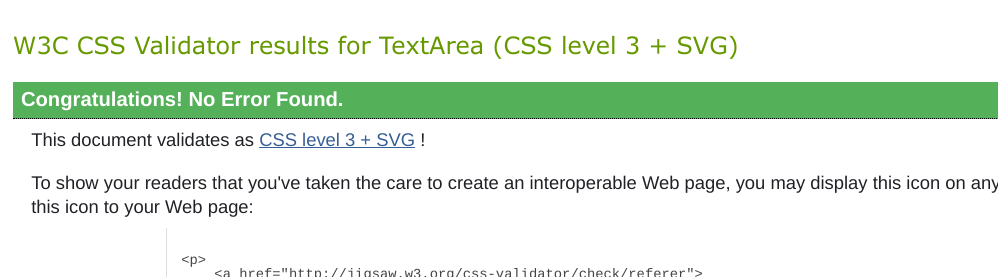 W3C CSS Validator results for TextArea (CSS level 3 + SVG)
Congratulations! No Error Found.
This document validates as CSS level 3 + SVG !
To show your readers that you've taken the care to create an interoperable Web page, you may display this icon on any
this icon to your Web page:
<p>
<a href="http://jigsaw.w3.org/css-validator/check/referer">